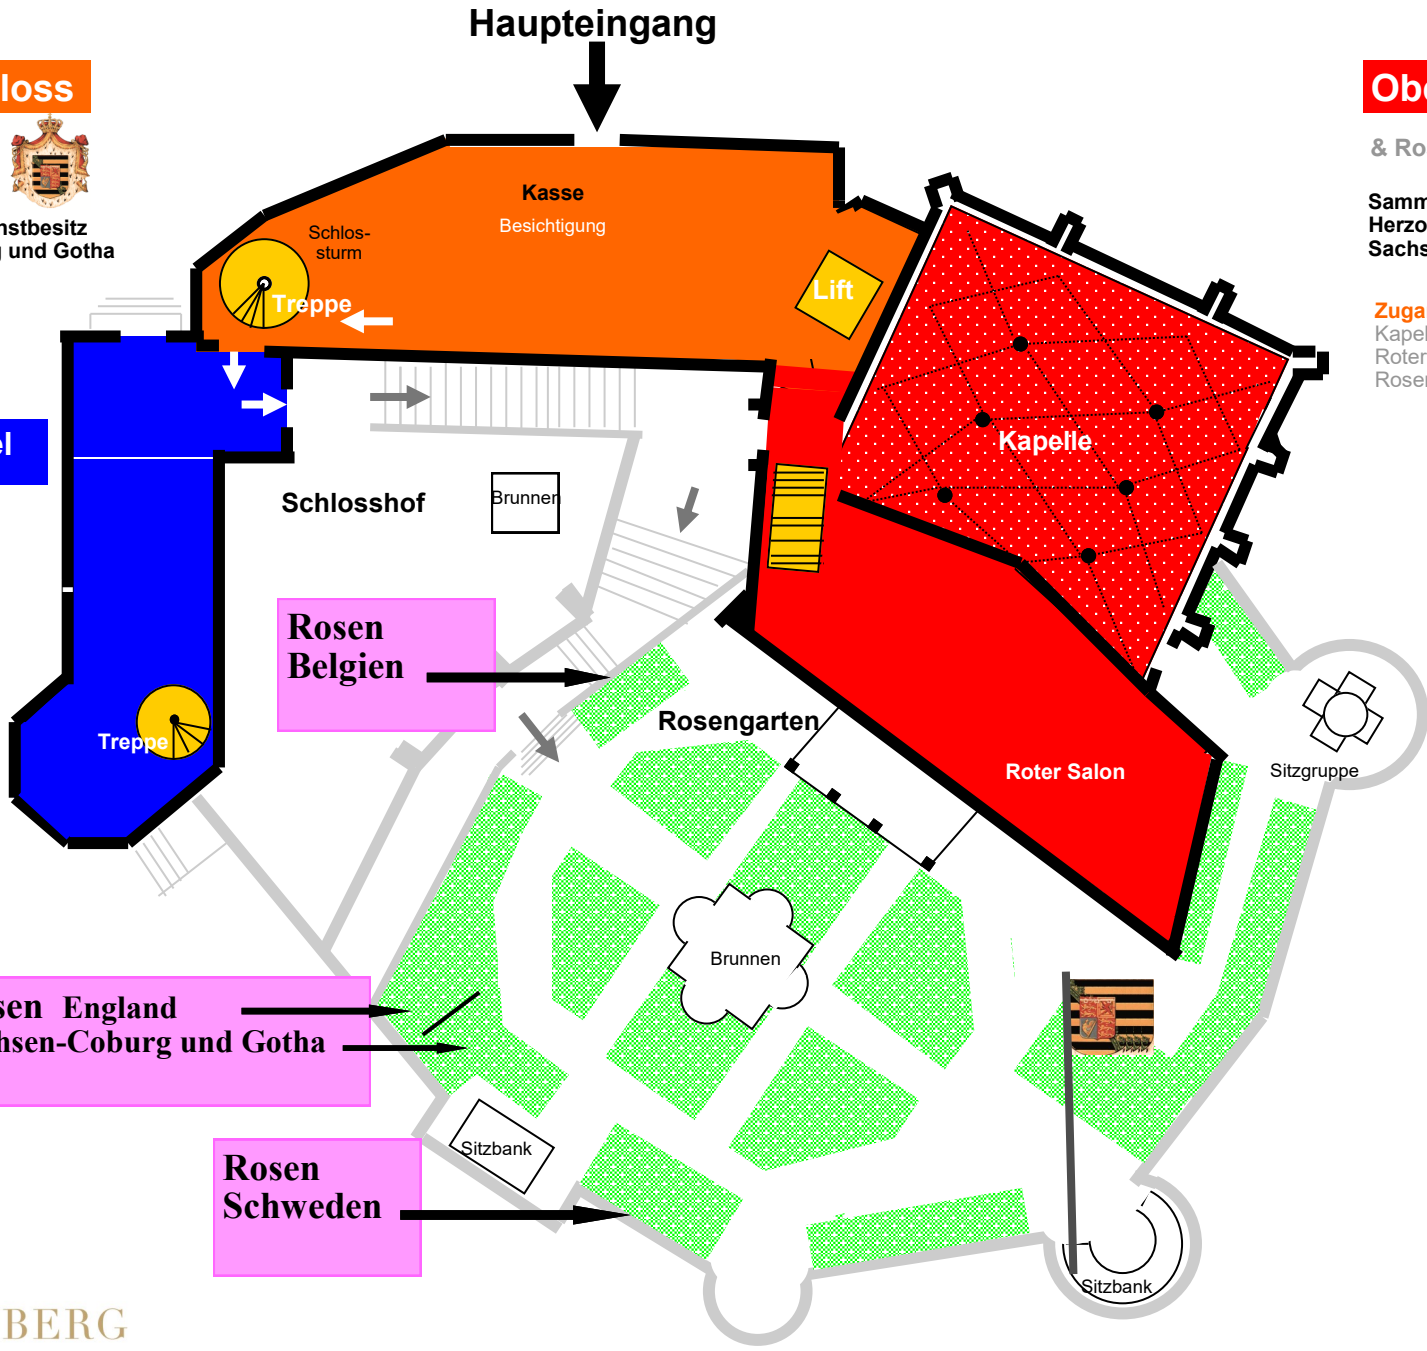 Haupteingang
loss
Obe
& Ro
nstbesitz
g und Gotha
Samm
Herzo
Sachs
Kasse
Besichtigung
Schlos-
sturm
Treppe
Lift
Zuga
Kapel
Roter
Rosen
el
Kapelle
Schlosshof
Brunnen
Rosen
Belgien
Rosengarten
Treppe
Roter Salon
Sitzgruppe
Brunnen
sen England
hsen-Coburg und Gotha
Sitzbank
Rosen
Schweden
Sitzbank
BERG